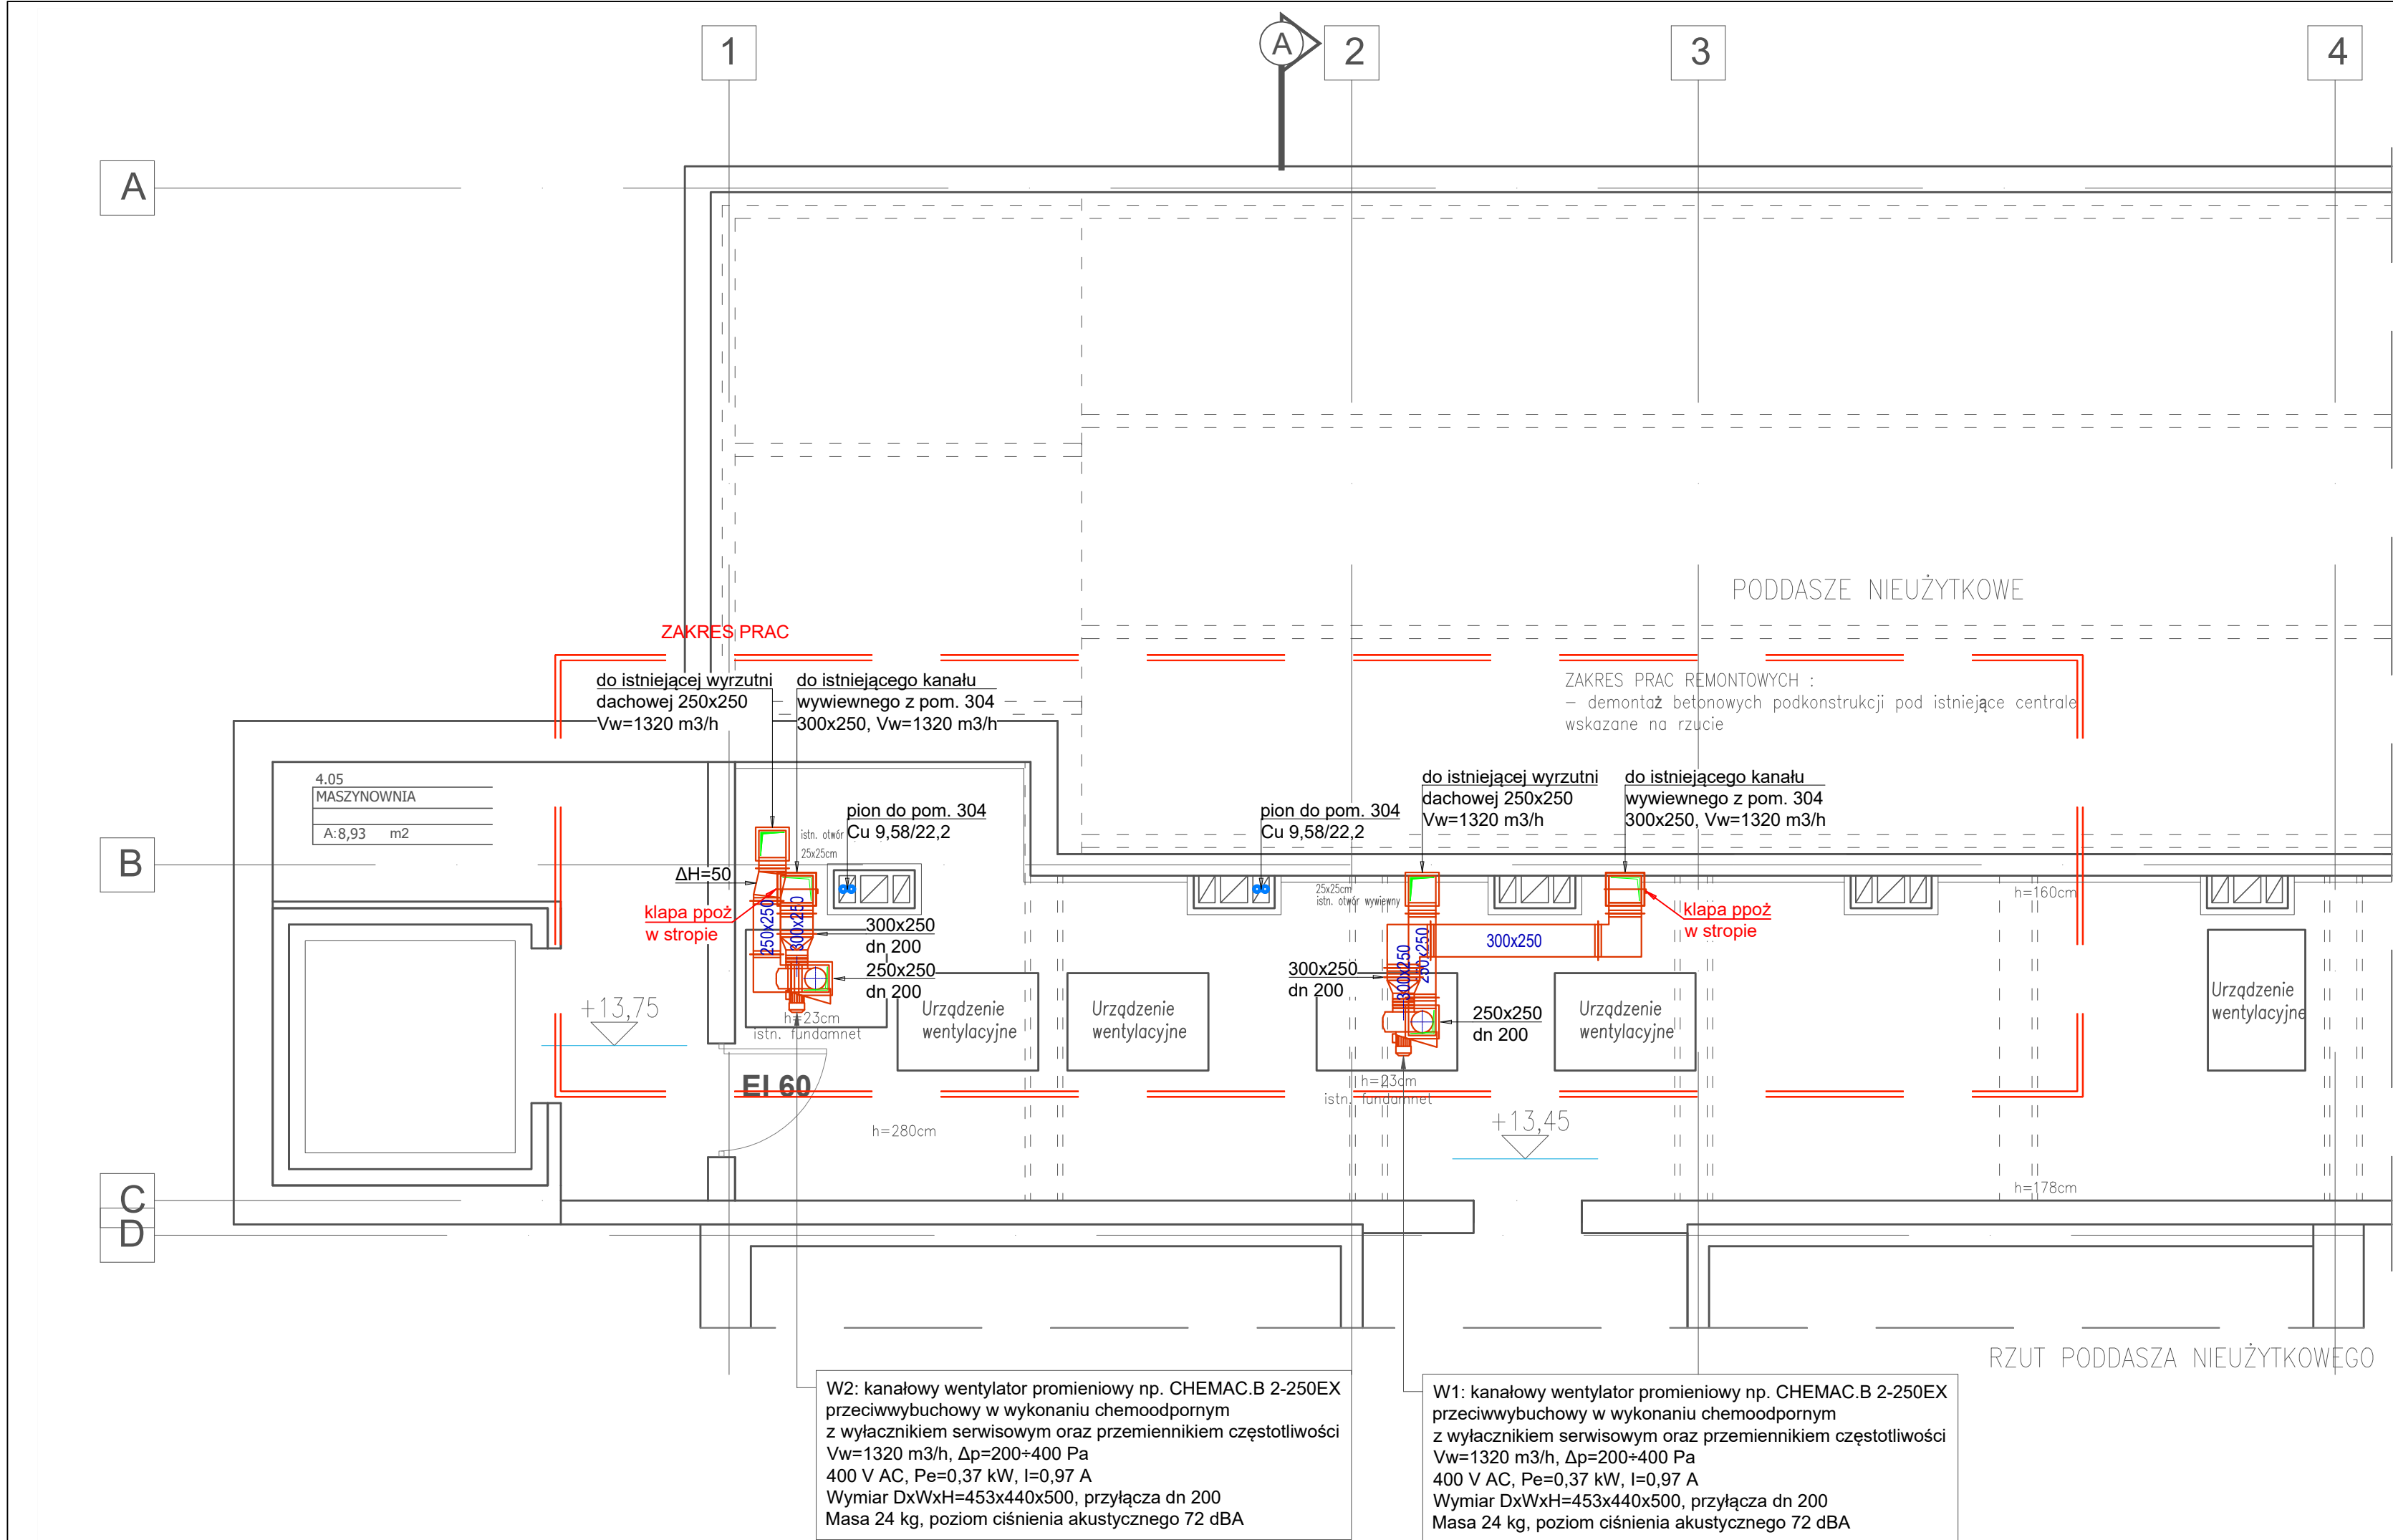 1
A
2
3
4
A
PODDASZE NIEUŻYTKOWE
ZAKRES PRAC
do istniejącej wyrzutni
dachowej 250x250
Vw=1320 m3/h
do istniejącego kanału
wywiewnego z pom. 304
300x250, Vw=1320 m3/h
ZAKRES PRAC REMONTOWYCH :
– demontaż betonowych podkonstrukcji pod istniejące centrale
wskazane na rzucie
4.05
MASZYNOWNIA
A:8,93 m2
pion do pom. 304
Cu 9,58/22,2
istn. otwór
25x25cm
pion do pom. 304
Cu 9,58/22,2
do istniejącej wyrzutni
dachowej 250x250
Vw=1320 m3/h
do istniejącego kanału
wywiewnego z pom. 304
300x250, Vw=1320 m3/h
B
ΔH=50
klapa ppoż
w stropie
250x250
300x250
300x250
dn 200
250x250
dn 200
25x25cm
istn. otwór wywiewny
h=160cm
klapa ppoż
w stropie
300x250
300x250
250x250
300x250
dn 200
250x250
dn 200
Urządzenie
wentylacyjne
Urządzenie
wentylacyjne
Urządzenie
wentylacyjne
Urządzenie
wentylacyjne
+13,75
h=23cm
istn. fundamnet
EI 60
h=23cm
istn. fundamnet
h=280cm
+13,45
h=178cm
C
D
RZUT PODDASZA NIEUŻYTKOWEGO
W2: kanałowy wentylator promieniowy np. CHEMAC.B 2-250EX
przeciwwybuchowy w wykonaniu chemoodpornym
z wyłacznikiem serwisowym oraz przemiennikiem częstotliwości
Vw=1320 m3/h, Δp=200÷400 Pa
400 V AC, Pe=0,37 kW, I=0,97 A
Wymiar DxWxH=453x440x500, przyłącza dn 200
Masa 24 kg, poziom ciśnienia akustycznego 72 dBA
W1: kanałowy wentylator promieniowy np. CHEMAC.B 2-250EX
przeciwwybuchowy w wykonaniu chemoodpornym
z wyłacznikiem serwisowym oraz przemiennikiem częstotliwości
Vw=1320 m3/h, Δp=200÷400 Pa
400 V AC, Pe=0,37 kW, I=0,97 A
Wymiar DxWxH=453x440x500, przyłącza dn 200
Masa 24 kg, poziom ciśnienia akustycznego 72 dBA